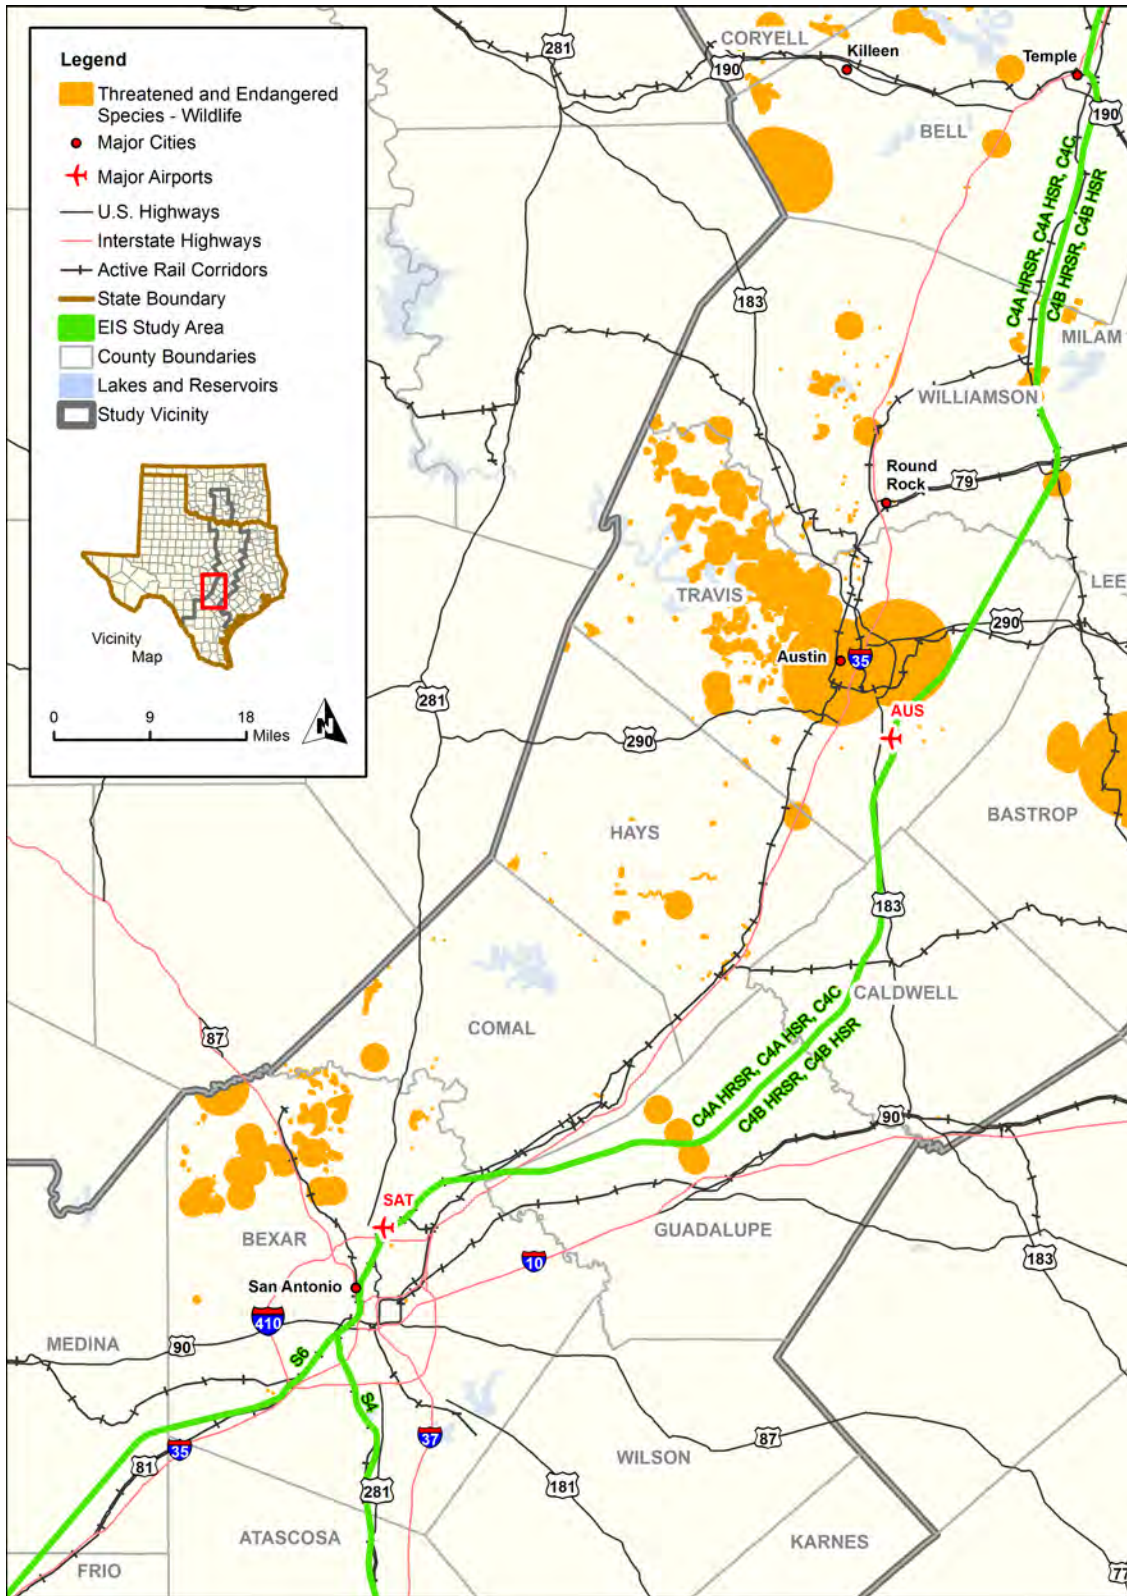 Legend
Threatened and Endangered
Species - Wildlife
Major Cities
Major Airports
U.S. Highways
Interstate Highways
Active Rail Corridors
State Boundary
EIS Study Area
County Boundaries
Lakes and Reservoirs
Study Vicinity
Vicinity
Map
0 9 18
Miles
N
281
CORYELL
190
Killeen
Temple
190
BELL
C4A HRSR, C4A HSR, C4C
C4B HRSR, C4B HSR
183
MILAM
WILLIAMSON
Round
Rock
79
TRAVIS
LEE
290
Austin
35
281
AUS
290
BASTROP
HAYS
183
CALDWELL
COMAL
87
C4A HRSR, C4A HSR, C4C
C4B HRSR, C4B HSR
90
SAT
GUADALUPE
BEXAR
10
183
San Antonio
410
MEDINA
90
S6
S4
35
37
87
81
WILSON
281
181
ATASCOSA
KARNES
FRIO
77